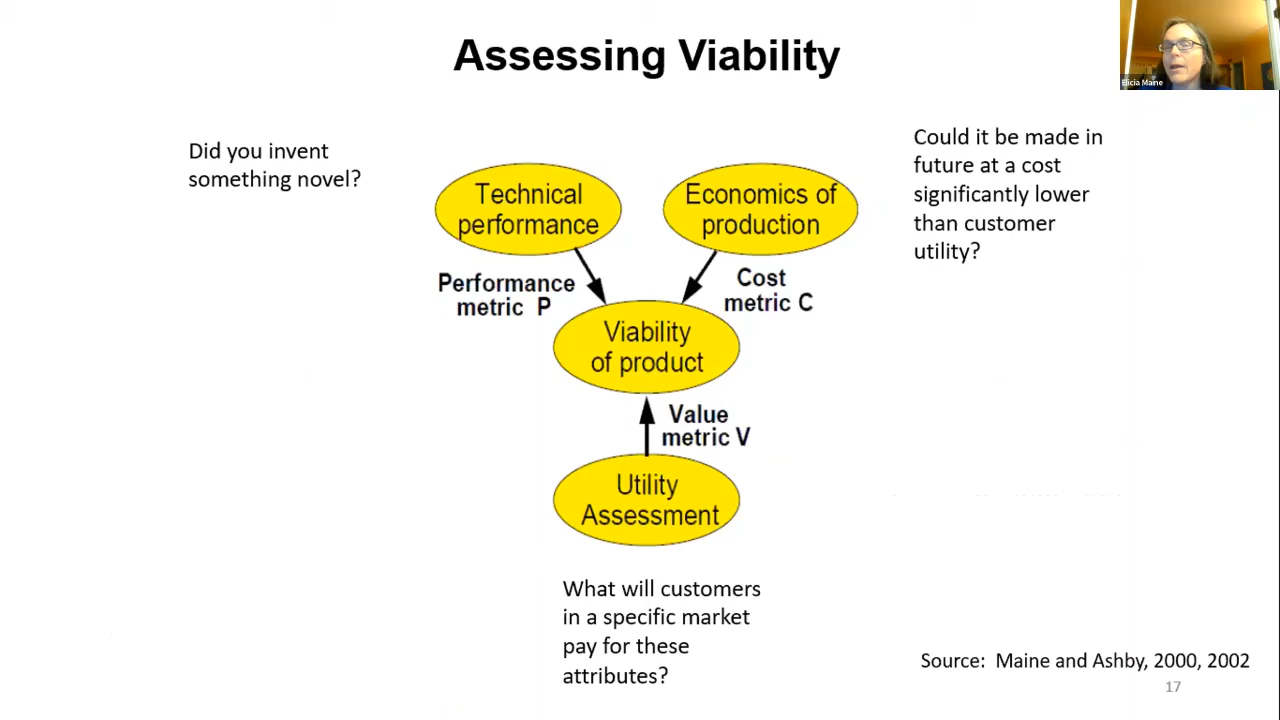 Assessing Viability
Elicia Maine
Did you invent
something novel?
Could it be made in
future at a cost
significantly lower
than customer
utility?
Technical
performance
Economics of
production
Performance
metric P
Cost
metric C
Viability
of product
Value
metric V
Utility
Assessment
What will customers
in a specific market
pay for these
attributes?
Source: Maine and Ashby, 2000, 2002
17